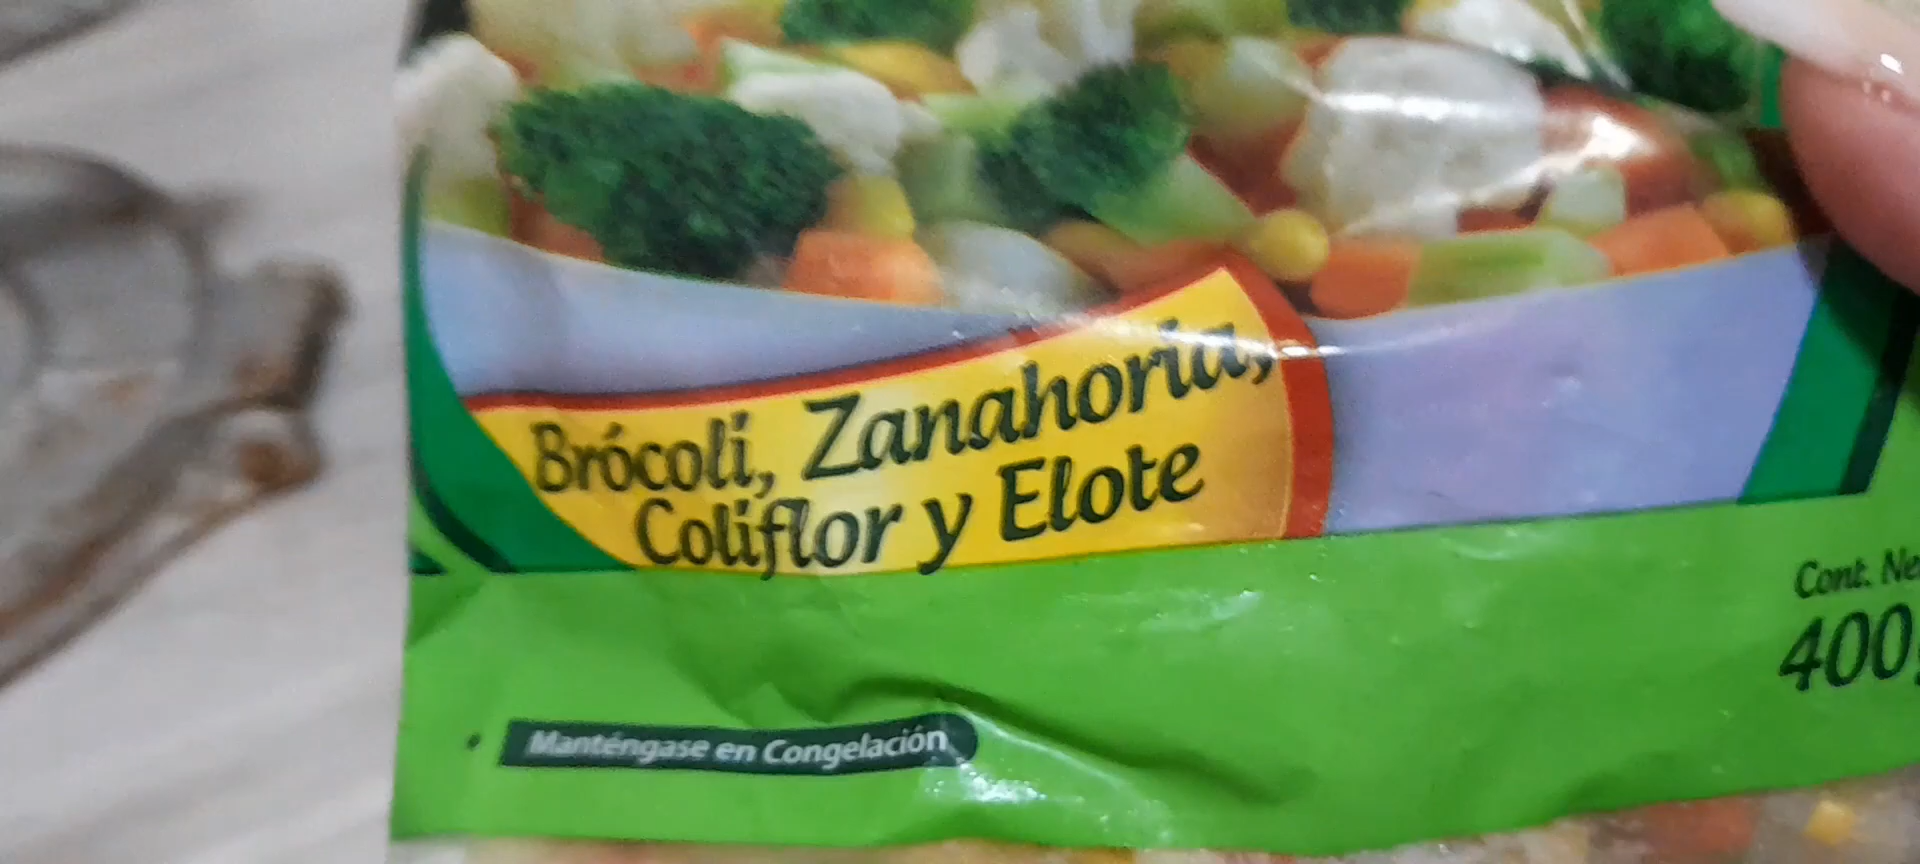 Brócoli, Zanahoria,
Coliflor y Elote
Cont. Ne
400
Manténgase en Congelación